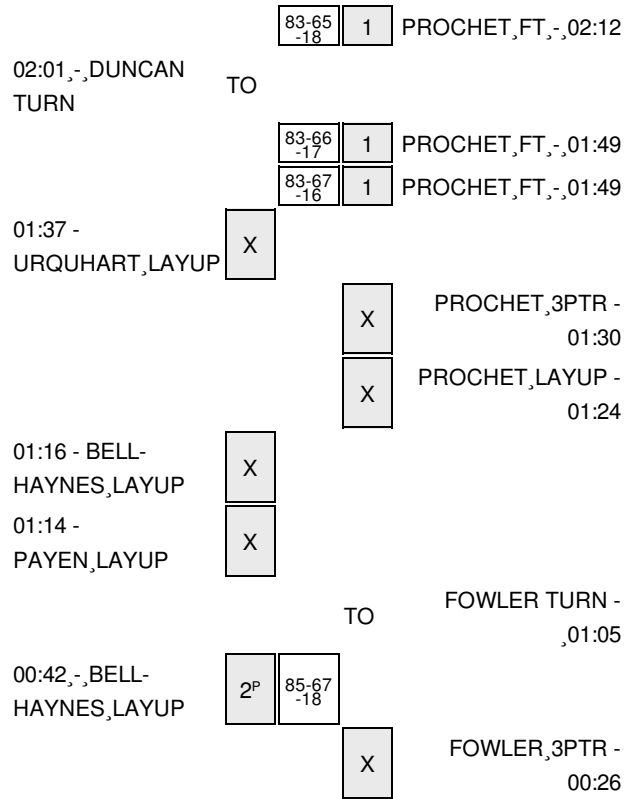 83-65
-18
1
PROCHET¸FT¸-¸02:12
02:01¸-¸DUNCAN
TURN
TO
83-66
-17
1
PROCHET¸FT¸-¸01:49
83-67
-16
1
PROCHET¸FT¸-¸01:49
01:37 -
URQUHART¸LAYUP
X
X
PROCHET¸3PTR -
01:30
X
PROCHET¸LAYUP -
01:24
01:16 - BELL-
HAYNES¸LAYUP
X
01:14 -
PAYEN¸LAYUP
X
TO
FOWLER TURN -
¸01:05
00:42¸-¸BELL-
HAYNES¸LAYUP
2ᴾ
85-67
-18
X
FOWLER¸3PTR -
00:26